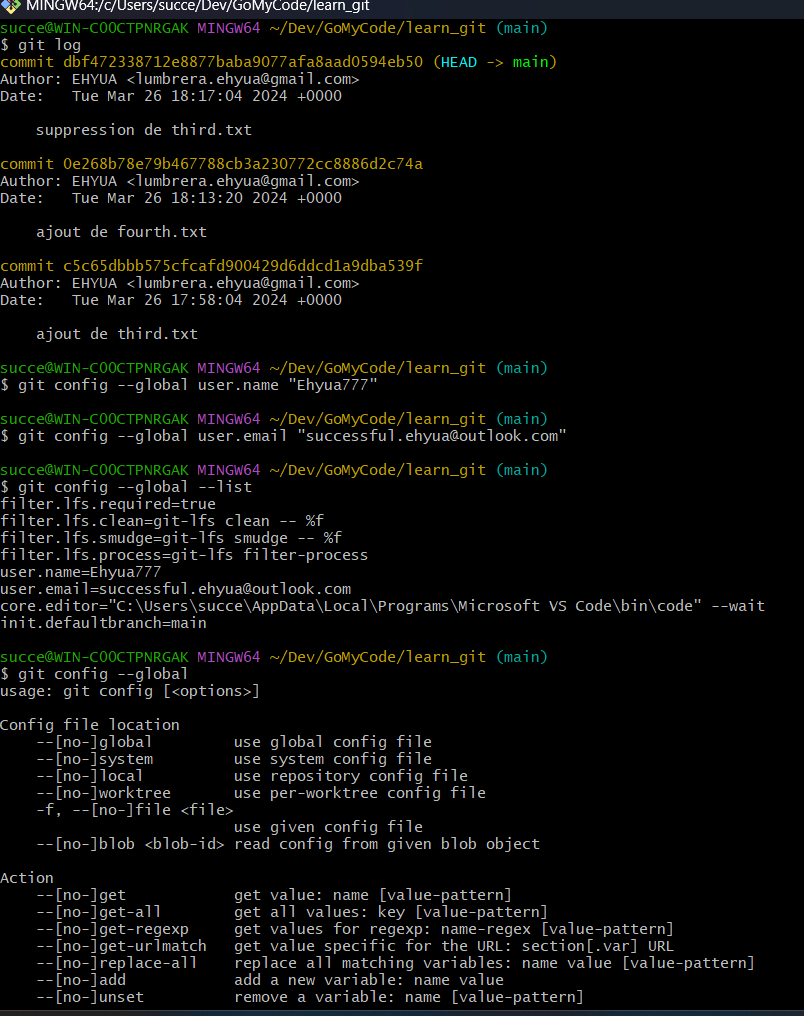 MINGW64:/c/Users/succe/Dev/GoMyCode/learn_git
succe@WIN-COOCTPNRGAK MINGW64 ~/Dev/GoMyCode/learn_git (main)
$ git log
commit dbf472338712e8877baba9077afa8aad0594eb50 (HEAD -> main)
Author: EHYUA <lumbrera.ehyua@gmail.com>
Date:   Tue Mar 26 18:17:04 2024 +0000
    suppression de third.txt
commit 0e268b78e79b467788cb3a230772cc8886d2c74a
Author: EHYUA <lumbrera.ehyua@gmail.com>
Date:   Tue Mar 26 18:13:20 2024 +0000
    ajout de fourth.txt
commit c5c65dbbb575cfcafd900429d6ddcd1a9dba539f
Author: EHYUA <lumbrera.ehyua@gmail.com>
Date:   Tue Mar 26 17:58:04 2024 +0000
    ajout de third.txt
succe@WIN-COOCTPNRGAK MINGW64 ~/Dev/GoMyCode/learn_git (main)
$ git config --global user.name "Ehyua777"
succe@WIN-COOCTPNRGAK MINGW64 ~/Dev/GoMyCode/learn_git (main)
$ git config --global user.email "successful.ehyua@outlook.com"
succe@WIN-COOCTPNRGAK MINGW64 ~/Dev/GoMyCode/learn_git (main)
$ git config --global --list
filter.lfs.required=true
filter.lfs.clean=git-lfs clean -- %f
filter.lfs.smudge=git-lfs smudge -- %f
filter.lfs.process=git-lfs filter-process
user.name=Ehyua777
user.email=successful.ehyua@outlook.com
core.editor="C:\Users\succe\AppData\Local\Programs\Microsoft VS Code\bin\code" --wait
init.defaultbranch=main
succe@WIN-COOCTPNRGAK MINGW64 ~/Dev/GoMyCode/learn_git (main)
$ git config --global
usage: git config [<options>]
Config file location
    --[no-]global         use global config file
    --[no-]system         use system config file
    --[no-]local          use repository config file
    --[no-]worktree       use per-worktree config file
    -f, --[no-]file <file>
                          use given config file
    --[no-]blob <blob-id> read config from given blob object
Action
    --[no-]get            get value: name [value-pattern]
    --[no-]get-all        get all values: key [value-pattern]
    --[no-]get-regexp     get values for regexp: name-regex [value-pattern]
    --[no-]get-urlmatch   get value specific for the URL: section[.var] URL
    --[no-]replace-all    replace all matching variables: name value [value-pattern]
    --[no-]add            add a new variable: name value
    --[no-]unset          remove a variable: name [value-pattern]